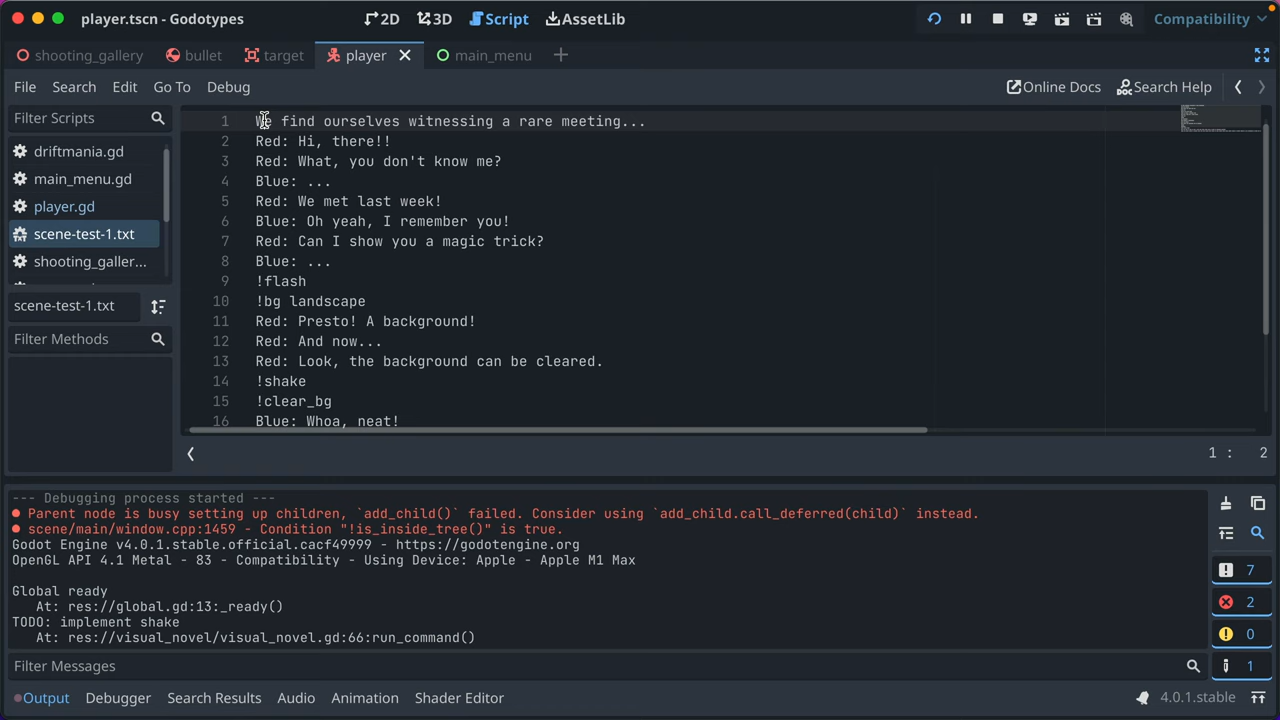 player.tscn - Godotypes
2D
3D
Script
AssetLib
Compatibility
shooting_gallery
bullet
target
player
main_menu
File
Search
Edit
Go To
Debug
Online Docs
Search Help
Filter Scripts
driftmania.gd
main_menu.gd
player.gd
scene-test-1.txt
shooting_galler...
scene-test-1.txt
Filter Methods
1 We find ourselves witnessing a rare meeting...
2 Red: Hi, there!!
3 Red: What, you don't know me?
4 Blue: ...
5 Red: We met last week!
6 Blue: Oh yeah, I remember you!
7 Red: Can I show you a magic trick?
8 Blue: ...
9 !flash
10 !bg landscape
11 Red: Presto! A background!
12 Red: And now...
13 Red: Look, the background can be cleared.
14 !shake
15 !clear_bg
16 Blue: Whoa, neat!
1 : 2
--- Debugging process started ---
Parent node is busy setting up children, `add_child()` failed. Consider using `add_child.call_deferred(child)` instead.
scene/main/window.cpp:1459 - Condition "!is_inside_tree()" is true.
Godot Engine v4.0.1.stable.official.cacf49999 - https://godotengine.org
OpenGL API 4.1 Metal - 83 - Compatibility - Using Device: Apple - Apple M1 Max
Global ready
At: res://global.gd:13:_ready()
TODO: implement shake
At: res://visual_novel/visual_novel.gd:66:run_command()
7
2
0
1
Filter Messages
Output
Debugger
Search Results
Audio
Animation
Shader Editor
4.0.1.stable